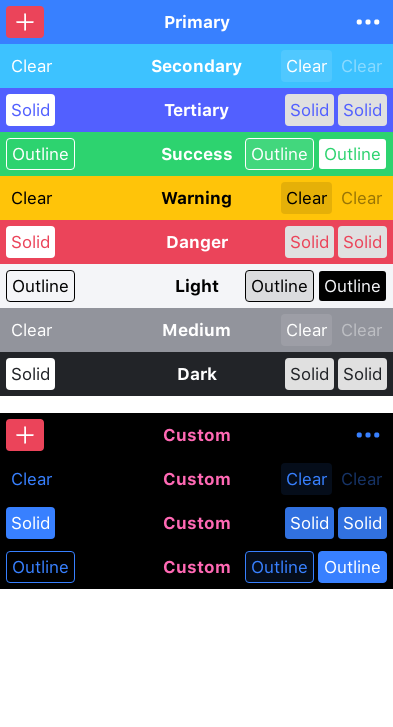 Primary
Clear Secondary Clear Clear
Solid Tertiary Solid Solid
Outline Success Outline Outline
Clear Warning Clear Clear
Solid Danger Solid Solid
Outline Light Outline Outline
Clear Medium Clear Clear
Solid Dark Solid Solid
Custom
Clear Custom Clear Clear
Solid Custom Solid Solid
Outline Custom Outline Outline